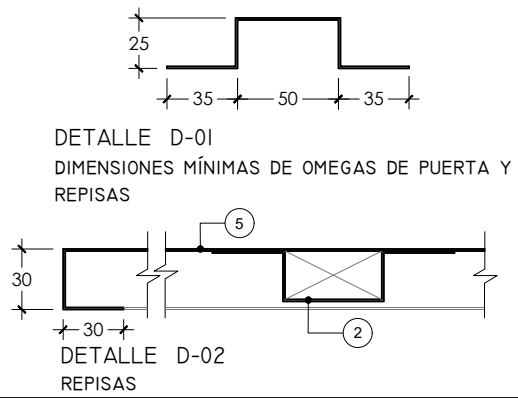 25
35 50 35
DETALLE D-01
DIMENSIONES MÍNIMAS DE OMEGAS DE PUERTA Y
REPISAS
5
30
2
30
DETALLE D-02
REPISAS